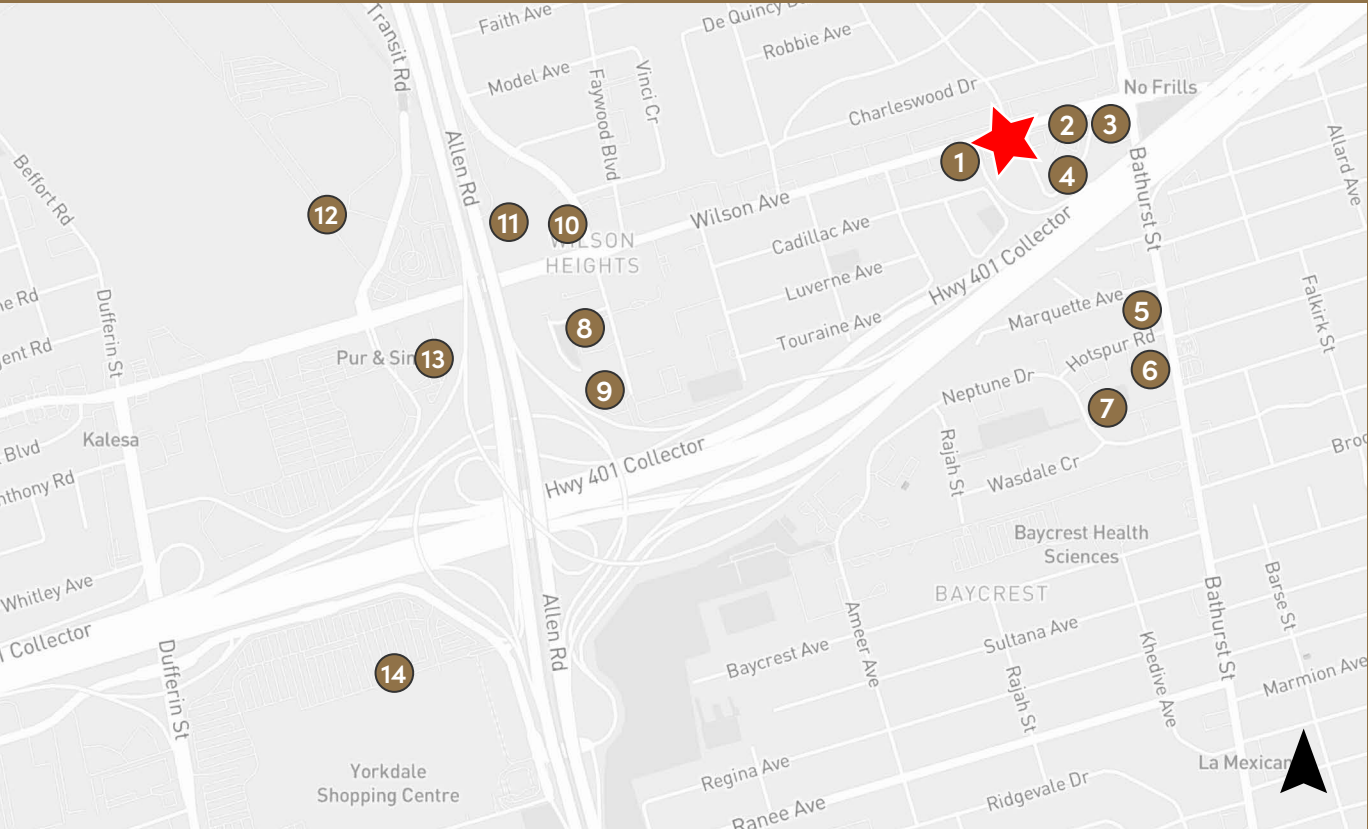 Faith Ave
De Quincy B
Robbie Ave
Transit Rd
Model Ave
Faywood Blvd
Vinci Cr
Charleswood Dr
No Frills
2
3
1
4
Allen Rd
Bathurst St
Allard Ave
Beffort Rd
12
11
10
Wilson Ave
WILSON
HEIGHTS
Cadillac Ave
Luverne Ave
Touraine Ave
Hwy 401 Collector
Marquette Ave
5
Falkirk St
Dufferin St
8
Pur & Sim
13
Hotspur Rd
6
9
Neptune Dr
7
Kalesa
Blvd
Rajah St
Hwy 401 Collector
Wasdale Cr
nthony Rd
Baycrest Health
Sciences
Whitley Ave
BAYCREST
Bathurst St
Barse St
Allen Rd
Ameer Ave
Sultana Ave
Collector
Dufferin St
14
Baycrest Ave
Rajah St
Khedive Ave
Marmion Ave
Yorkdale
Shopping Centre
Regina Ave
La Mexican
Ridgevale Dr
Ranee Ave